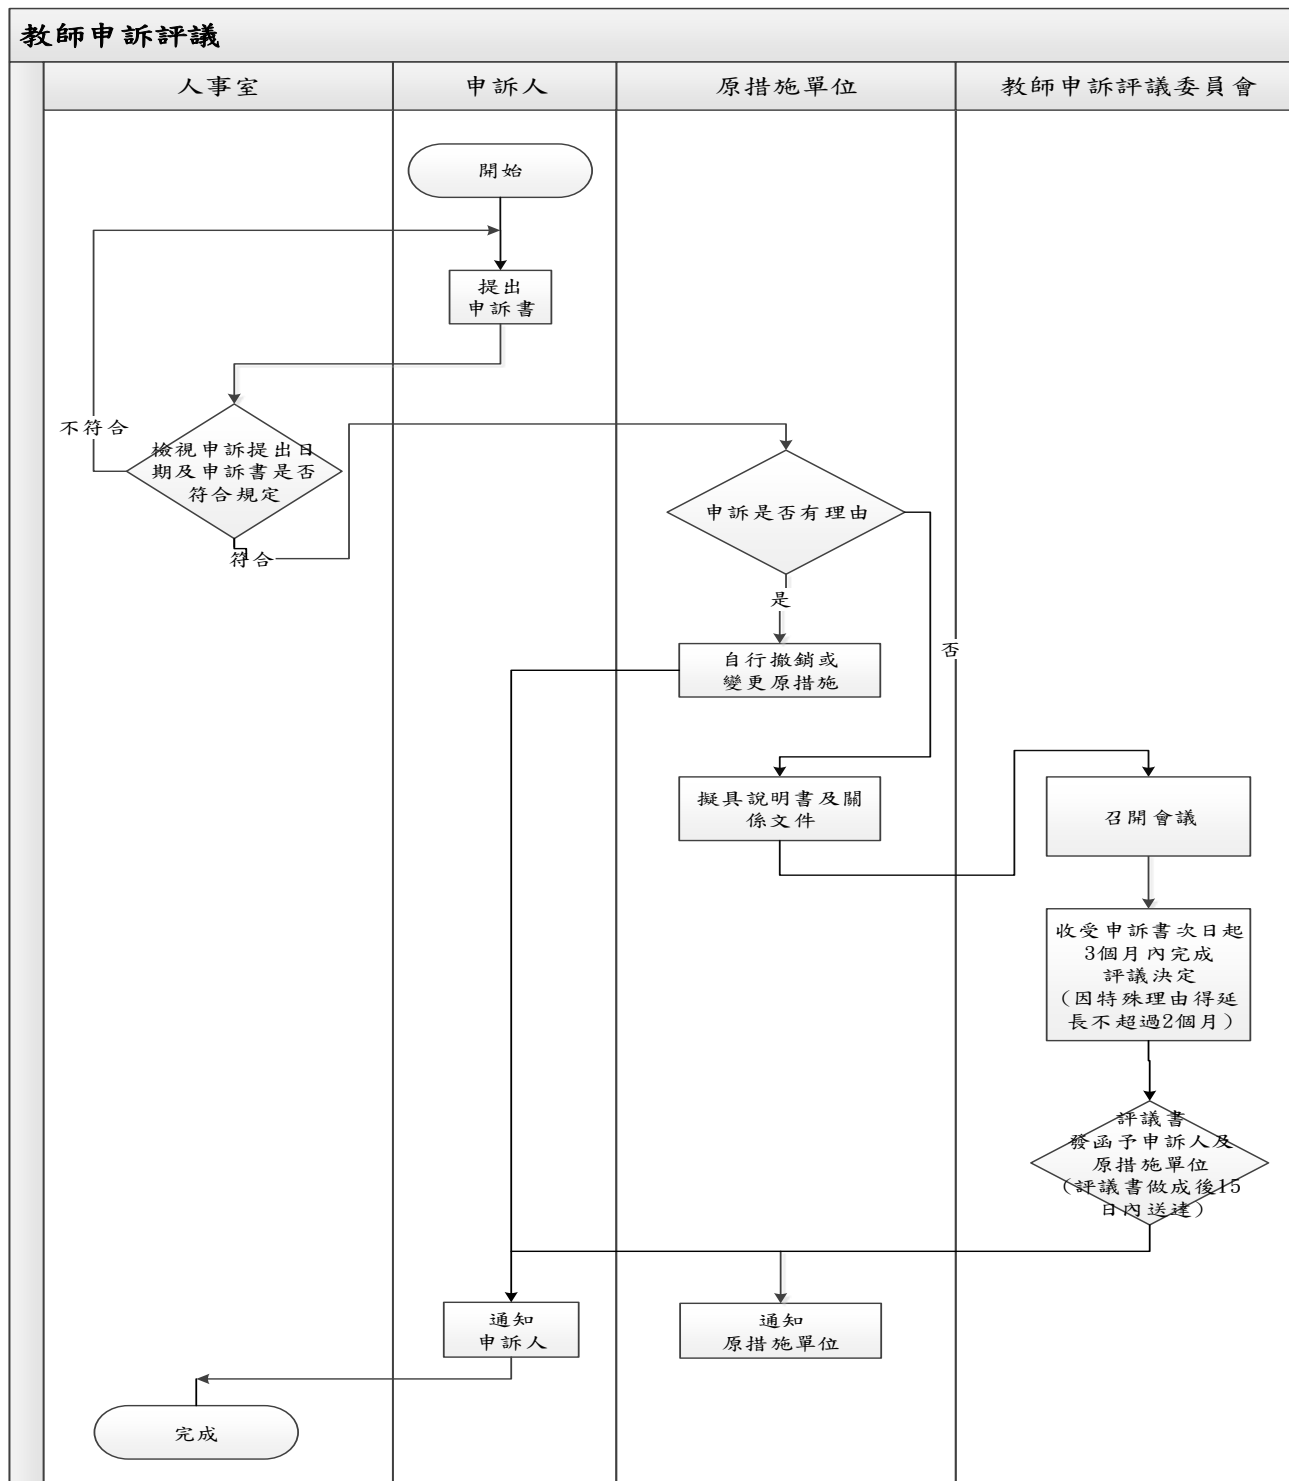 教師申訴評議
人事室
申訴人
原措施單位
教師申訴評議委員會
開始
提出
申訴書
不符合
檢視申訴提出日
期及申訴書是否
符合規定
符合
申訴是否有理由
是
否
自行撤銷或
變更原措施
擬具說明書及關
係文件
召開會議
收受申訴書次日起
3個月內完成
評議決定
（因特殊理由得延
長不超過2個月）
評議書
發函予申訴人及
原措施單位
（評議書做成後15
日內送達）
通知
申訴人
通知
原措施單位
完成